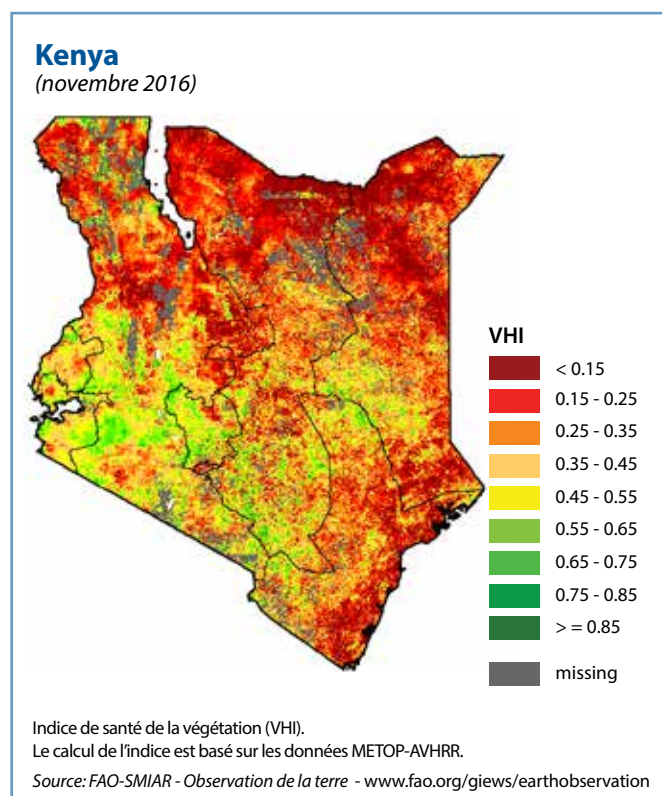 Kenya
(novembre 2016)
VHI
< 0.15
0.15 - 0.25
0.25 - 0.35
0.35 - 0.45
0.45 - 0.55
0.55 - 0.65
0.65 - 0.75
0.75 - 0.85
> = 0.85
missing
Indice de santé de la végétation (VHI).
Le calcul de l'índice est basé sur les données METOP-AVHRR.
Source: FAO-SMIAR - Observation de la terre - www.fao.org/giews/earthobservation